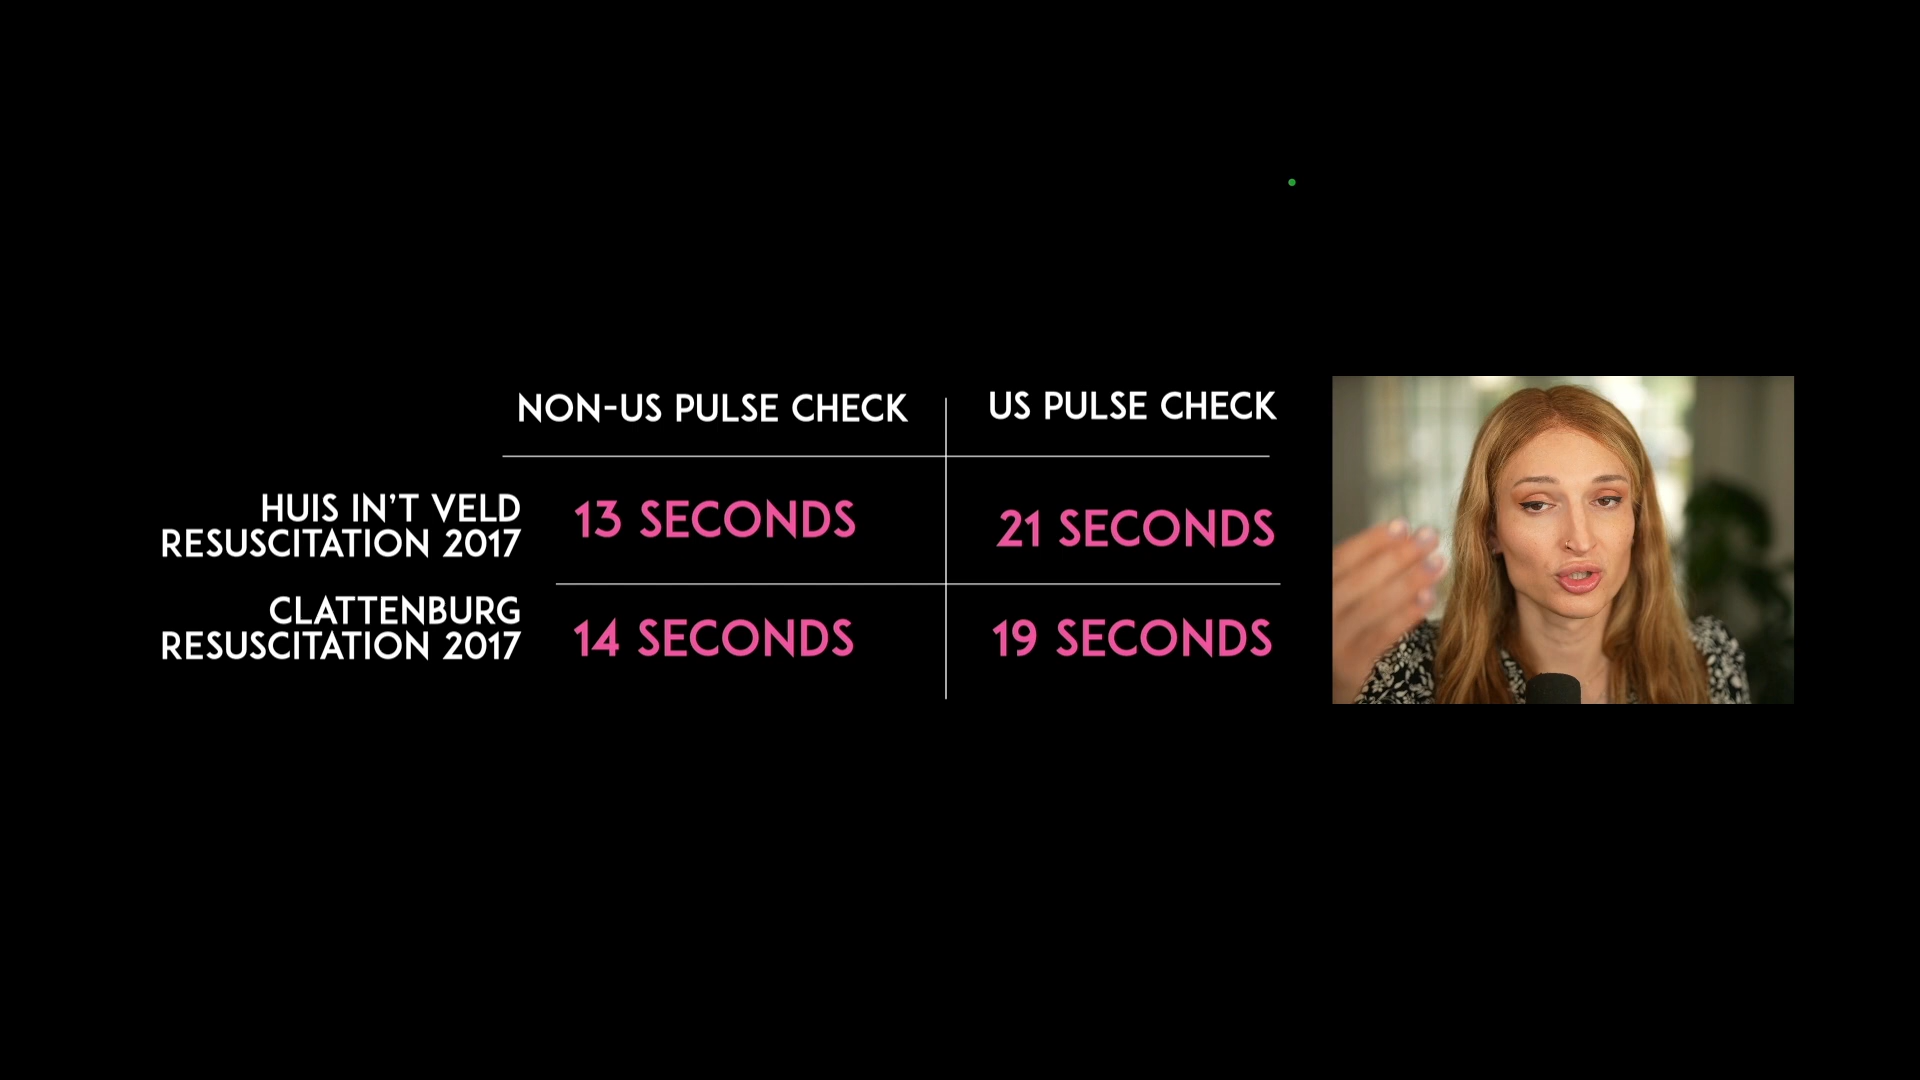 NON-US PULSE CHECK
US PULSE CHECK
HUIS IN'T VELD
RESUSCITATION 2017
13 SECONDS
21 SECONDS
CLATTENBURG
RESUSCITATION 2017
14 SECONDS
19 SECONDS